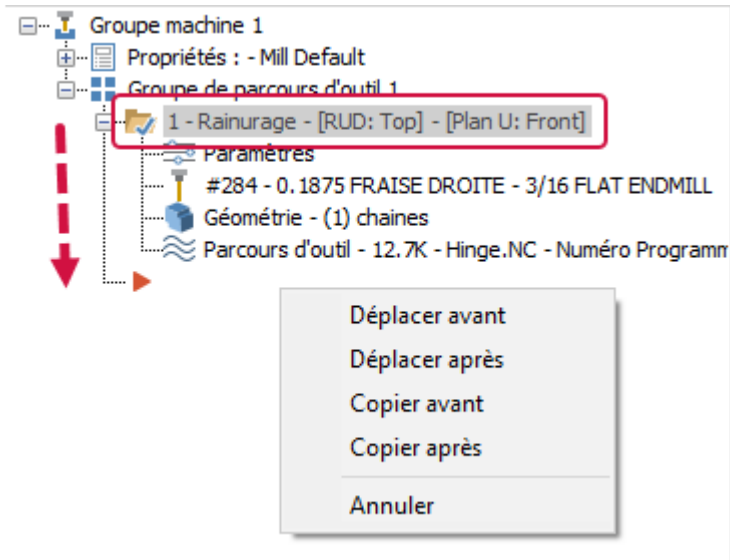 Groupe machine 1
Propriétés : - Mill Default
Groupe de parcours d'outil 1
1 - Rainurage - [RUD: Top] - [Plan U: Front]
Paramètres
#284 - 0.1875 FRAISE DROITE - 3/16 FLAT ENDMILL
Géométrie - (1) chaines
Parcours d'outil - 12.7K - Hinge.NC - Numéro Programm
Déplacer avant
Déplacer après
Copier avant
Copier après
Annuler